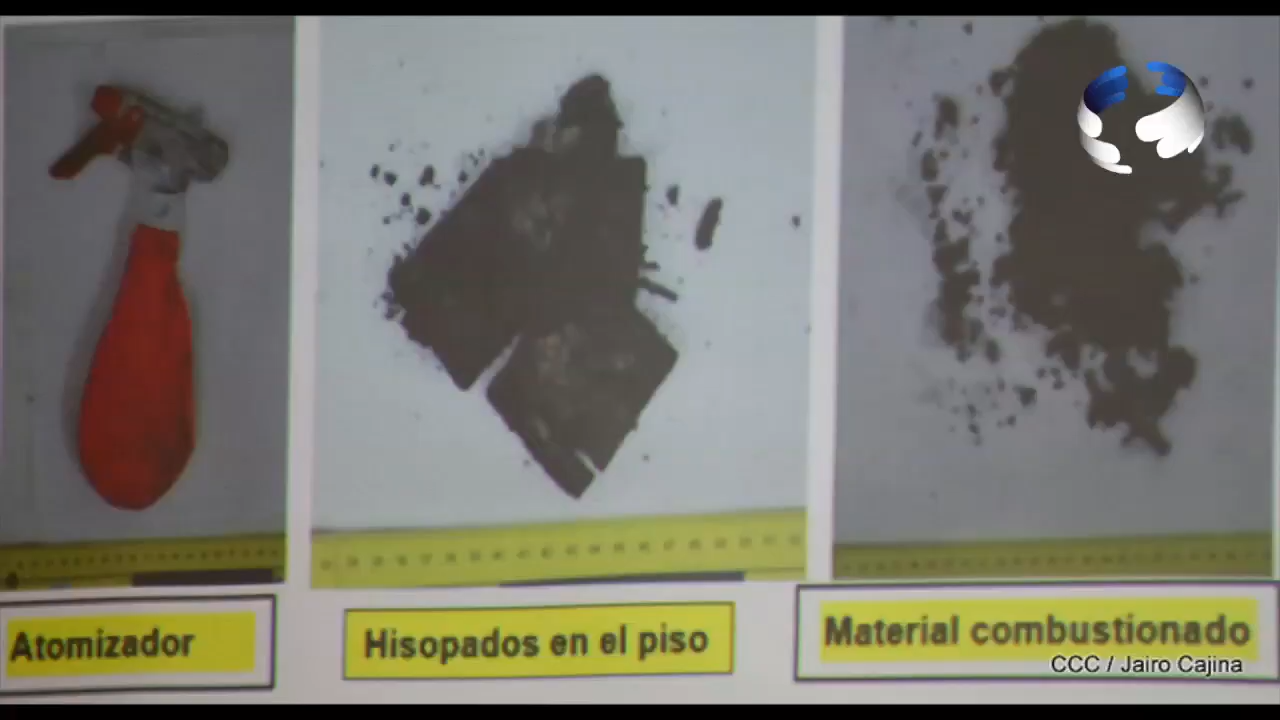 Atomizador
Hisopados en el piso
Material combustionado
CCC / Jairo Cajina